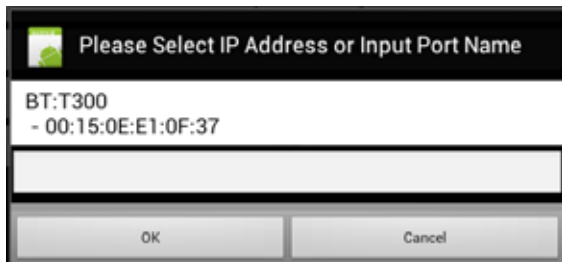 Please Select IP Address or Input Port Name
BT:T300
- 00:15:0E:E1:0F:37
OK
Cancel